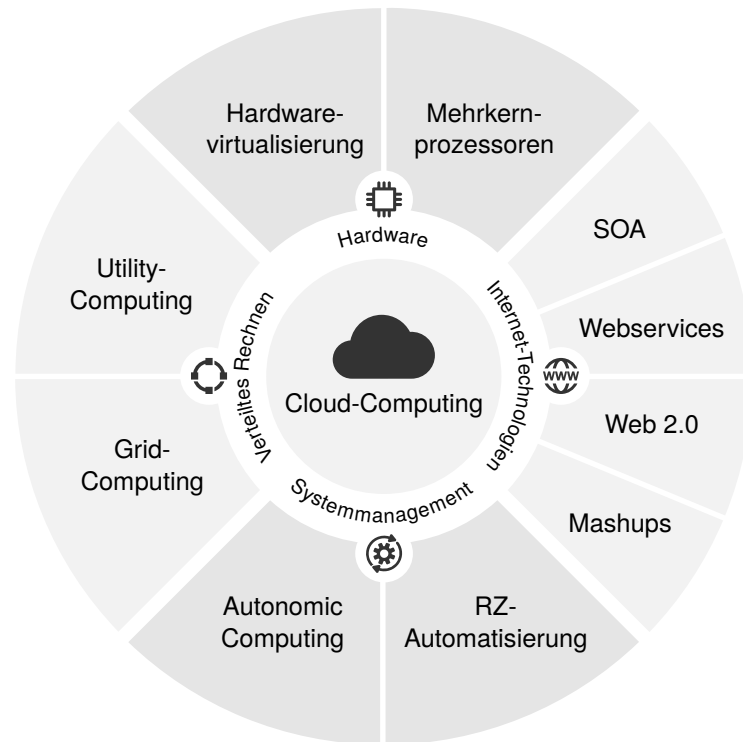 Hardware-
virtualisierung
Mehrkern-
prozessoren
SOA
Webservices
Web 2.0
Mashups
RZ-
Automatisierung
Autonomic
Computing
Grid-
Computing
Utility-
Computing
Hardware
Internet-Technologien
WWW
Systemmanagement
Verteiltes Rechnen
Cloud-Computing